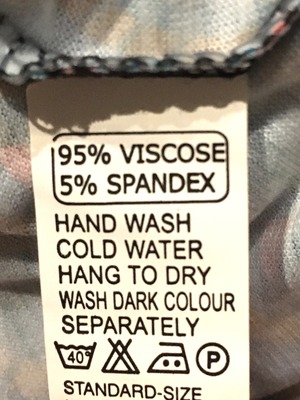 95% VISCOSE
5% SPANDEX
HAND WASH
COLD WATER
HANG TO DRY
WASH DARK COLOUR
SEPARATELY
40° P
STANDARD-SIZE